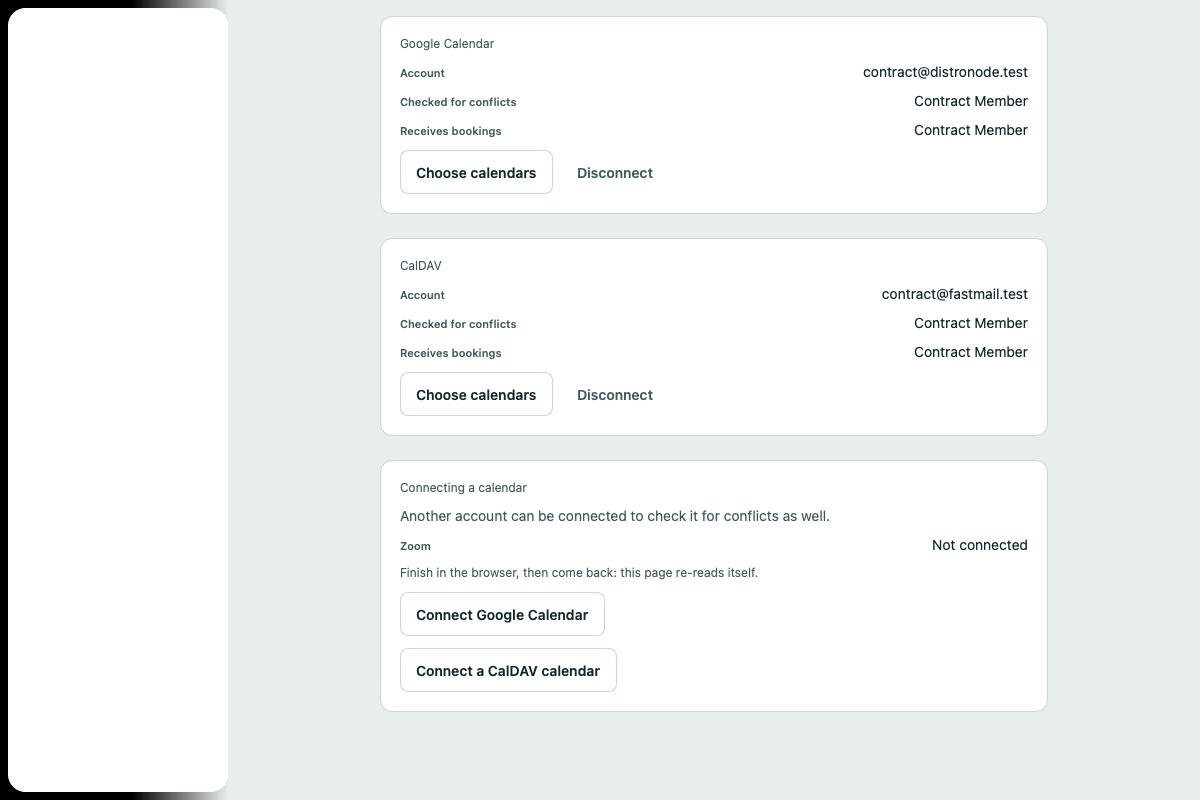 Google Calendar
Account contract@distronode.test
Checked for conflicts Contract Member
Receives bookings Contract Member
Choose calendars Disconnect
CalDAV
Account contract@fastmail.test
Checked for conflicts Contract Member
Receives bookings Contract Member
Choose calendars Disconnect
Connecting a calendar
Another account can be connected to check it for conflicts as well.
Zoom Not connected
Finish in the browser, then come back: this page re-reads itself.
Connect Google Calendar
Connect a CalDAV calendar